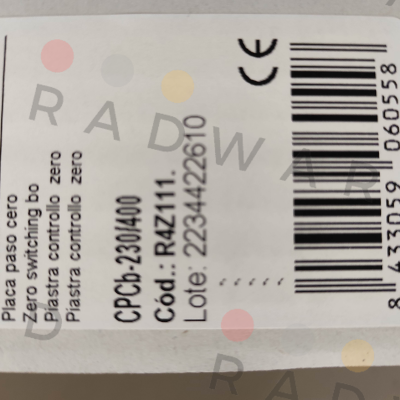 Placa paso cero
Zero switching bo
Piastra controllo zero
Piastra controllo zero
CPCb-230/400
Cód.: R4Z111.
Lote: 2234422610
CE
8 433059 060558
RADWAR